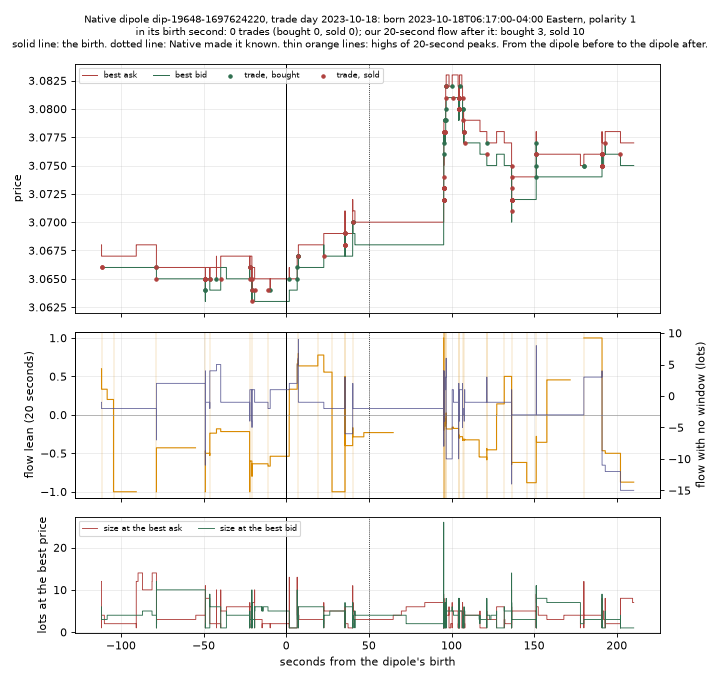 Native dipole dip-19648-1697624220, trade day 2023-10-18: born 2023-10-18T06:17:00-04:00 Eastern, polarity 1
in its birth second: 0 trades (bought 0, sold 0); our 20-second flow after it: bought 3, sold 10
solid line: the birth. dotted line: Native made it known. thin orange lines: highs of 20-second peaks. From the dipole before to the dipole after.
best ask
best bid
trade, bought
trade, sold
3.0825
3.0800
3.0775
3.0750
3.0725
3.0700
3.0675
3.0650
3.0625
price
1.0
0.5
0.0
−0.5
−1.0
flow lean (20 seconds)
10
5
0
−5
−10
−15
flow with no window (lots)
size at the best ask
size at the best bid
20
10
0
lots at the best price
−100
−50
0
50
100
150
200
seconds from the dipole's birth